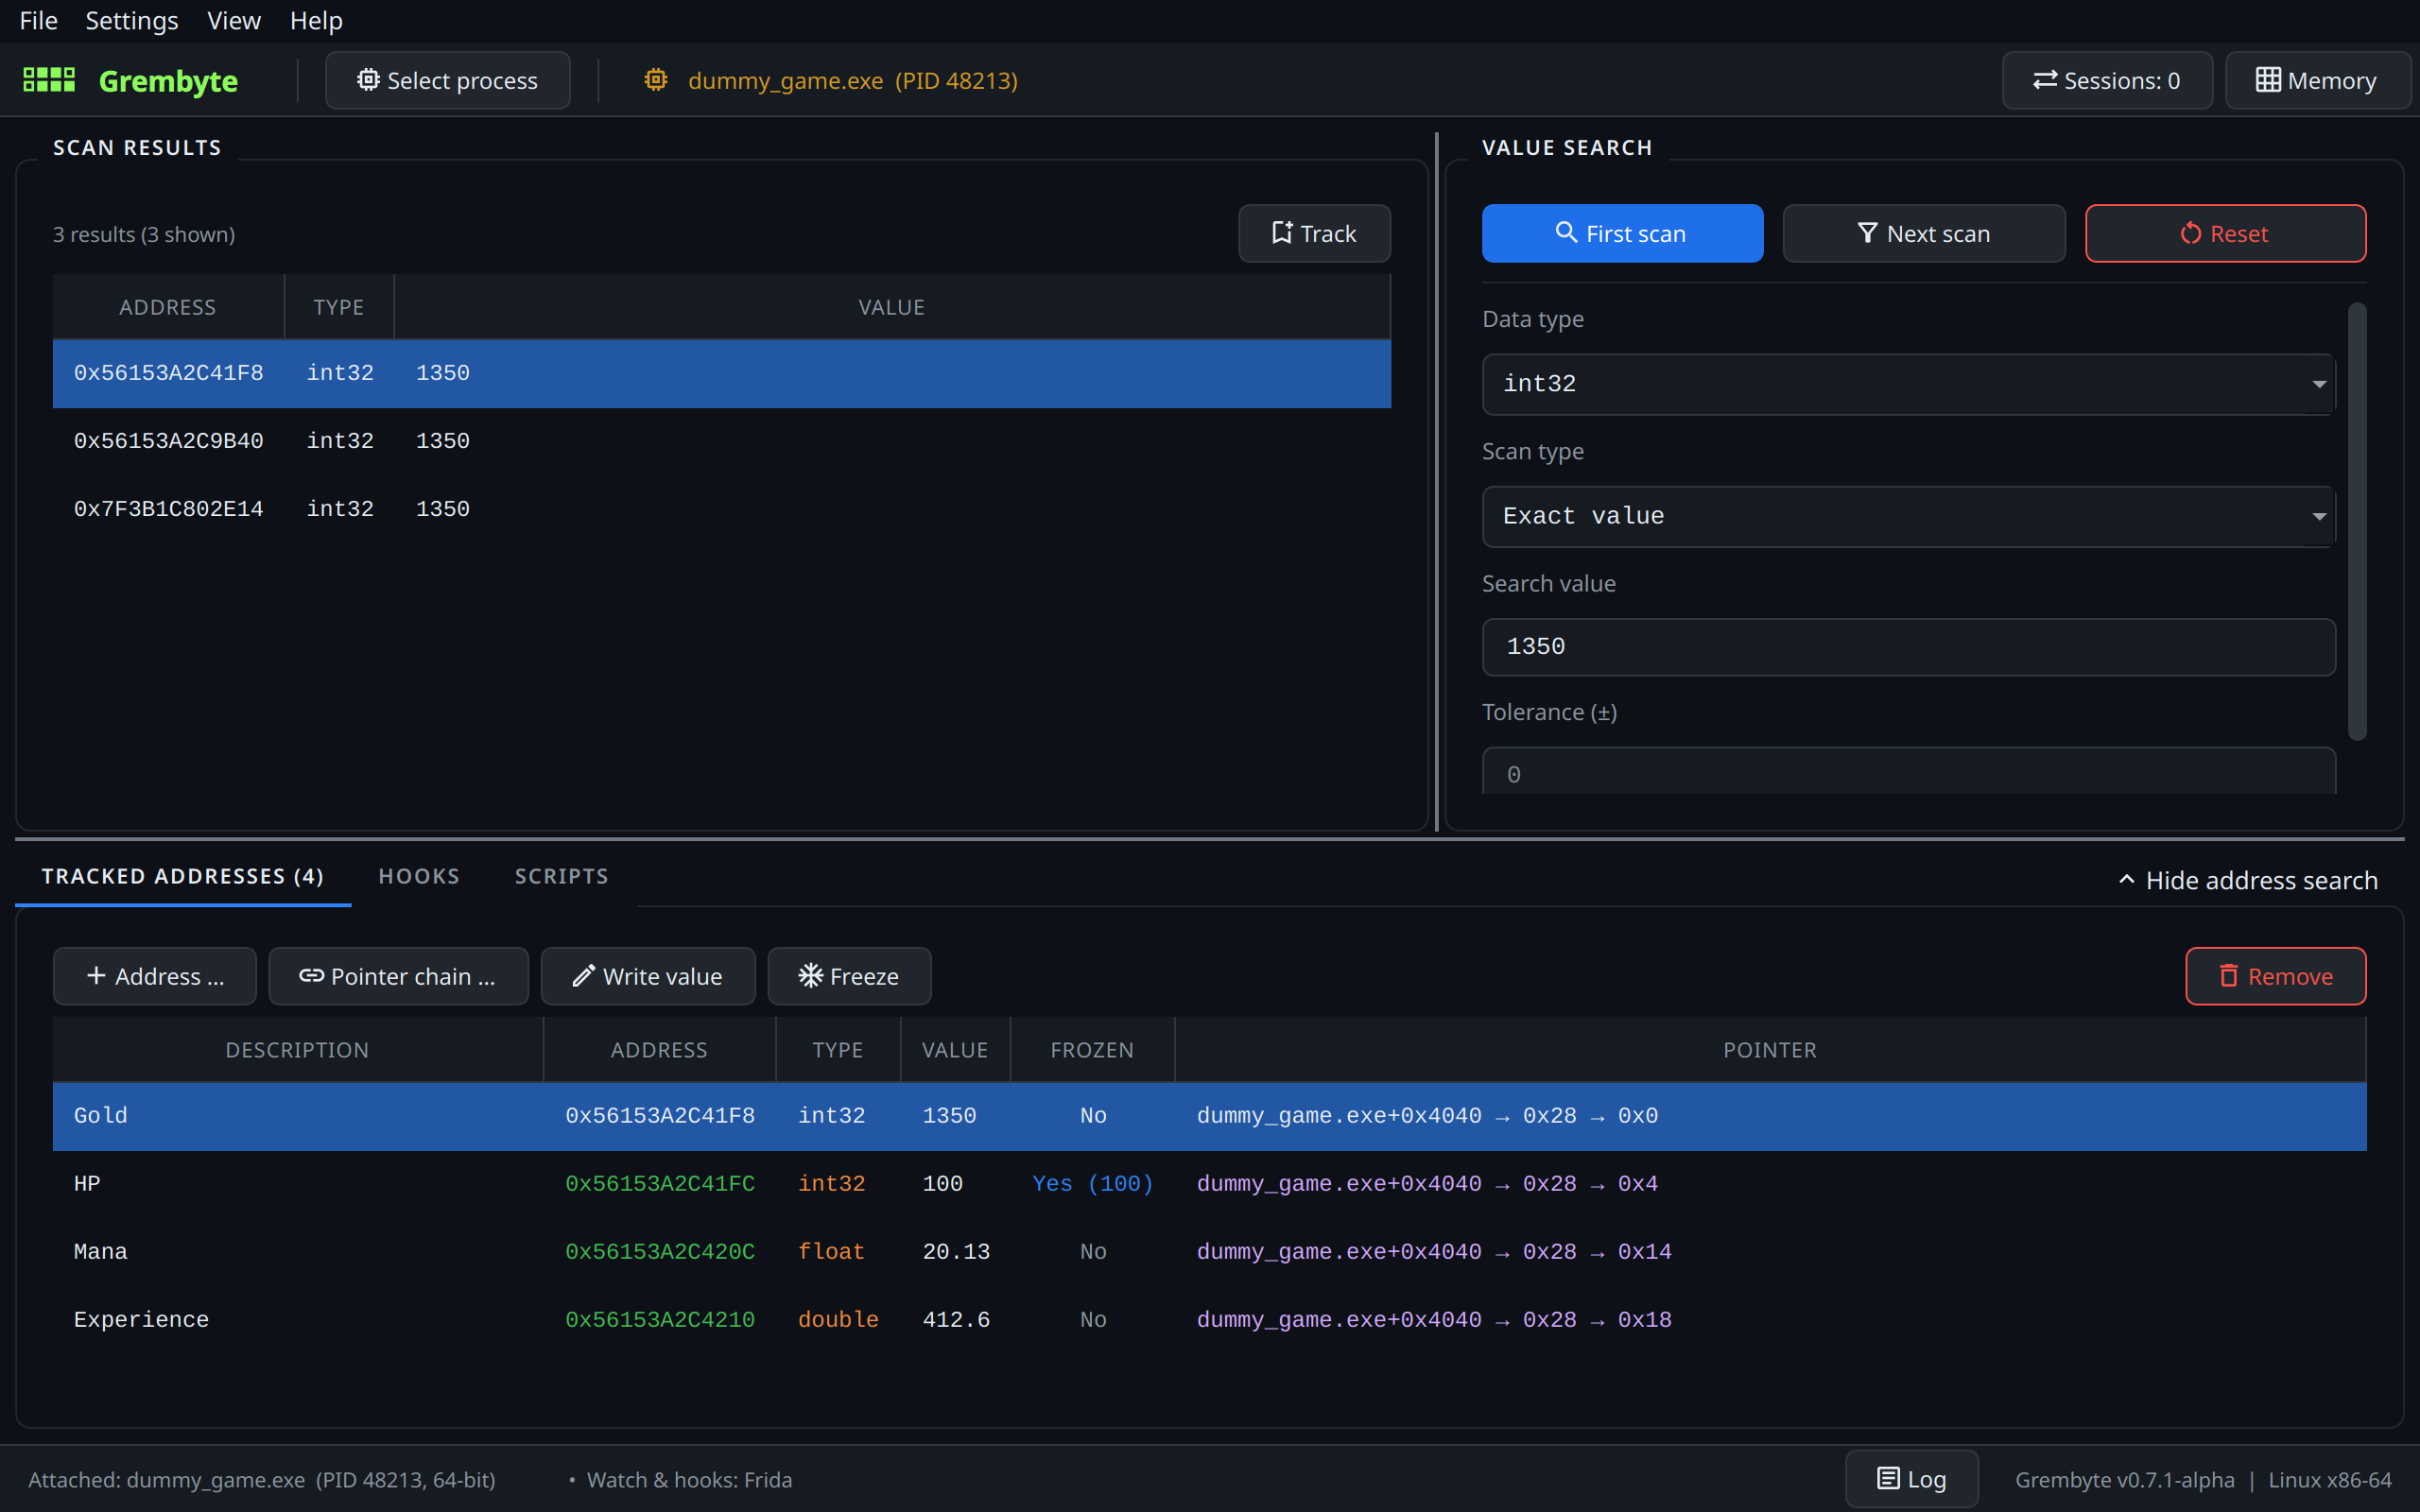 File Settings View Help
Grembyte Select process dummy_game.exe (PID 48213) Sessions: 0 Memory
SCAN RESULTS
3 results (3 shown) Track
ADDRESS TYPE VALUE
0x56153A2C41F8 int32 1350
0x56153A2C9B40 int32 1350
0x7F3B1C802E14 int32 1350
VALUE SEARCH
First scan Next scan Reset
Data type
int32
Scan type
Exact value
Search value
1350
Tolerance (±)
0
TRACKED ADDRESSES (4) HOOKS SCRIPTS Hide address search
Address ... Pointer chain ... Write value Freeze Remove
DESCRIPTION ADDRESS TYPE VALUE FROZEN POINTER
Gold 0x56153A2C41F8 int32 1350 No dummy_game.exe+0x4040 → 0x28 → 0x0
HP 0x56153A2C41FC int32 100 Yes (100) dummy_game.exe+0x4040 → 0x28 → 0x4
Mana 0x56153A2C420C float 20.13 No dummy_game.exe+0x4040 → 0x28 → 0x14
Experience 0x56153A2C4210 double 412.6 No dummy_game.exe+0x4040 → 0x28 → 0x18
Attached: dummy_game.exe (PID 48213, 64-bit) • Watch & hooks: Frida Log Grembyte v0.7.1-alpha | Linux x86-64